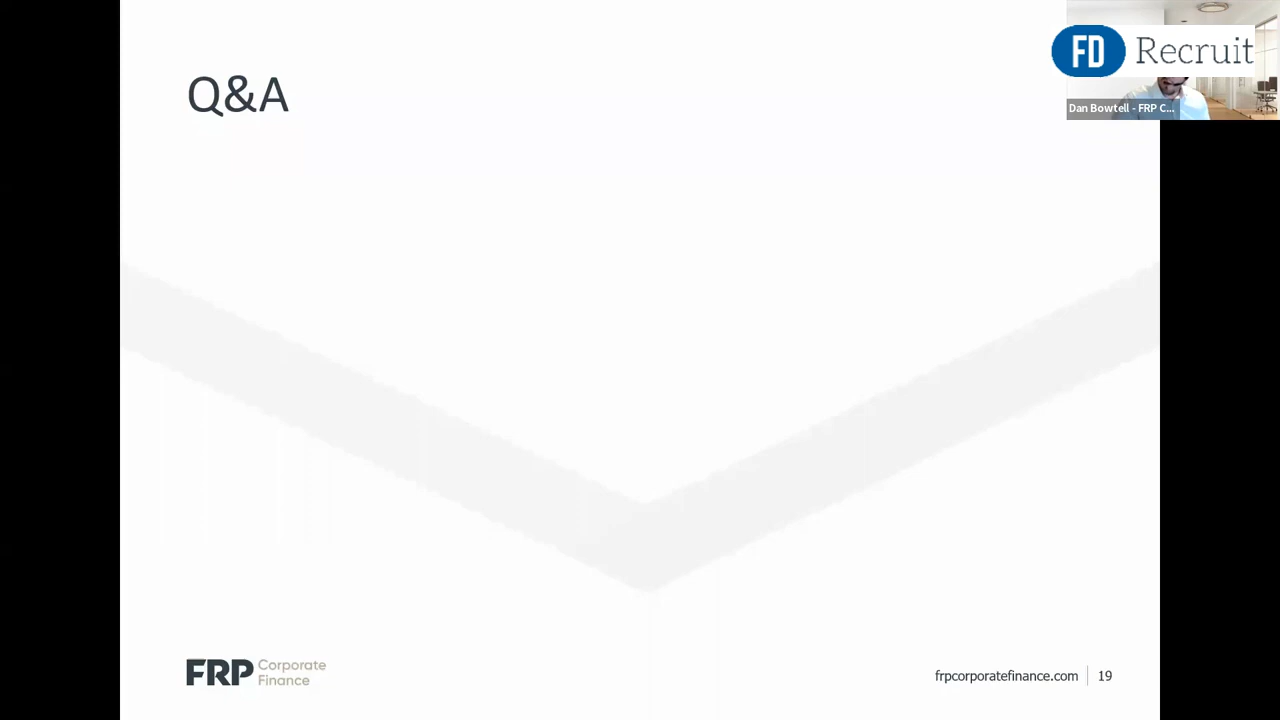 Q&A
FD Recruit
Dan Bowtell - FRP C...
FRP Corporate
Finance
frpcorporatefinance.com 19